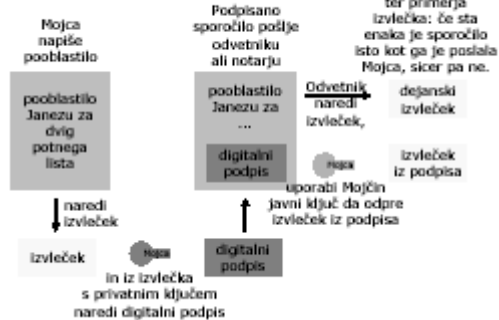 Mojca
napiše
pooblastilo
pooblastilo
Janezu za
dvig
potnega
lista
naredi
izvleček
izvleček
Mojca
in iz izvlečka
s privatnim ključem
naredi digitalni podpis
digitalni
podpis
Podpisano
sporočilo pošlje
odvetniku
ali notarju
pooblastilo
Janezu za
...
digitalni
podpis
Odvetnik
naredi
izvleček,
dejanski
izvleček
Mojca
uporabi Mojčin
javni ključ da odpre
izvleček iz podpisa
izvleček
iz podpisa
ter primerja
izvlečka: če sta
enaka je sporočilo
isto kot ga je poslala
Mojca, sicer pa ne.